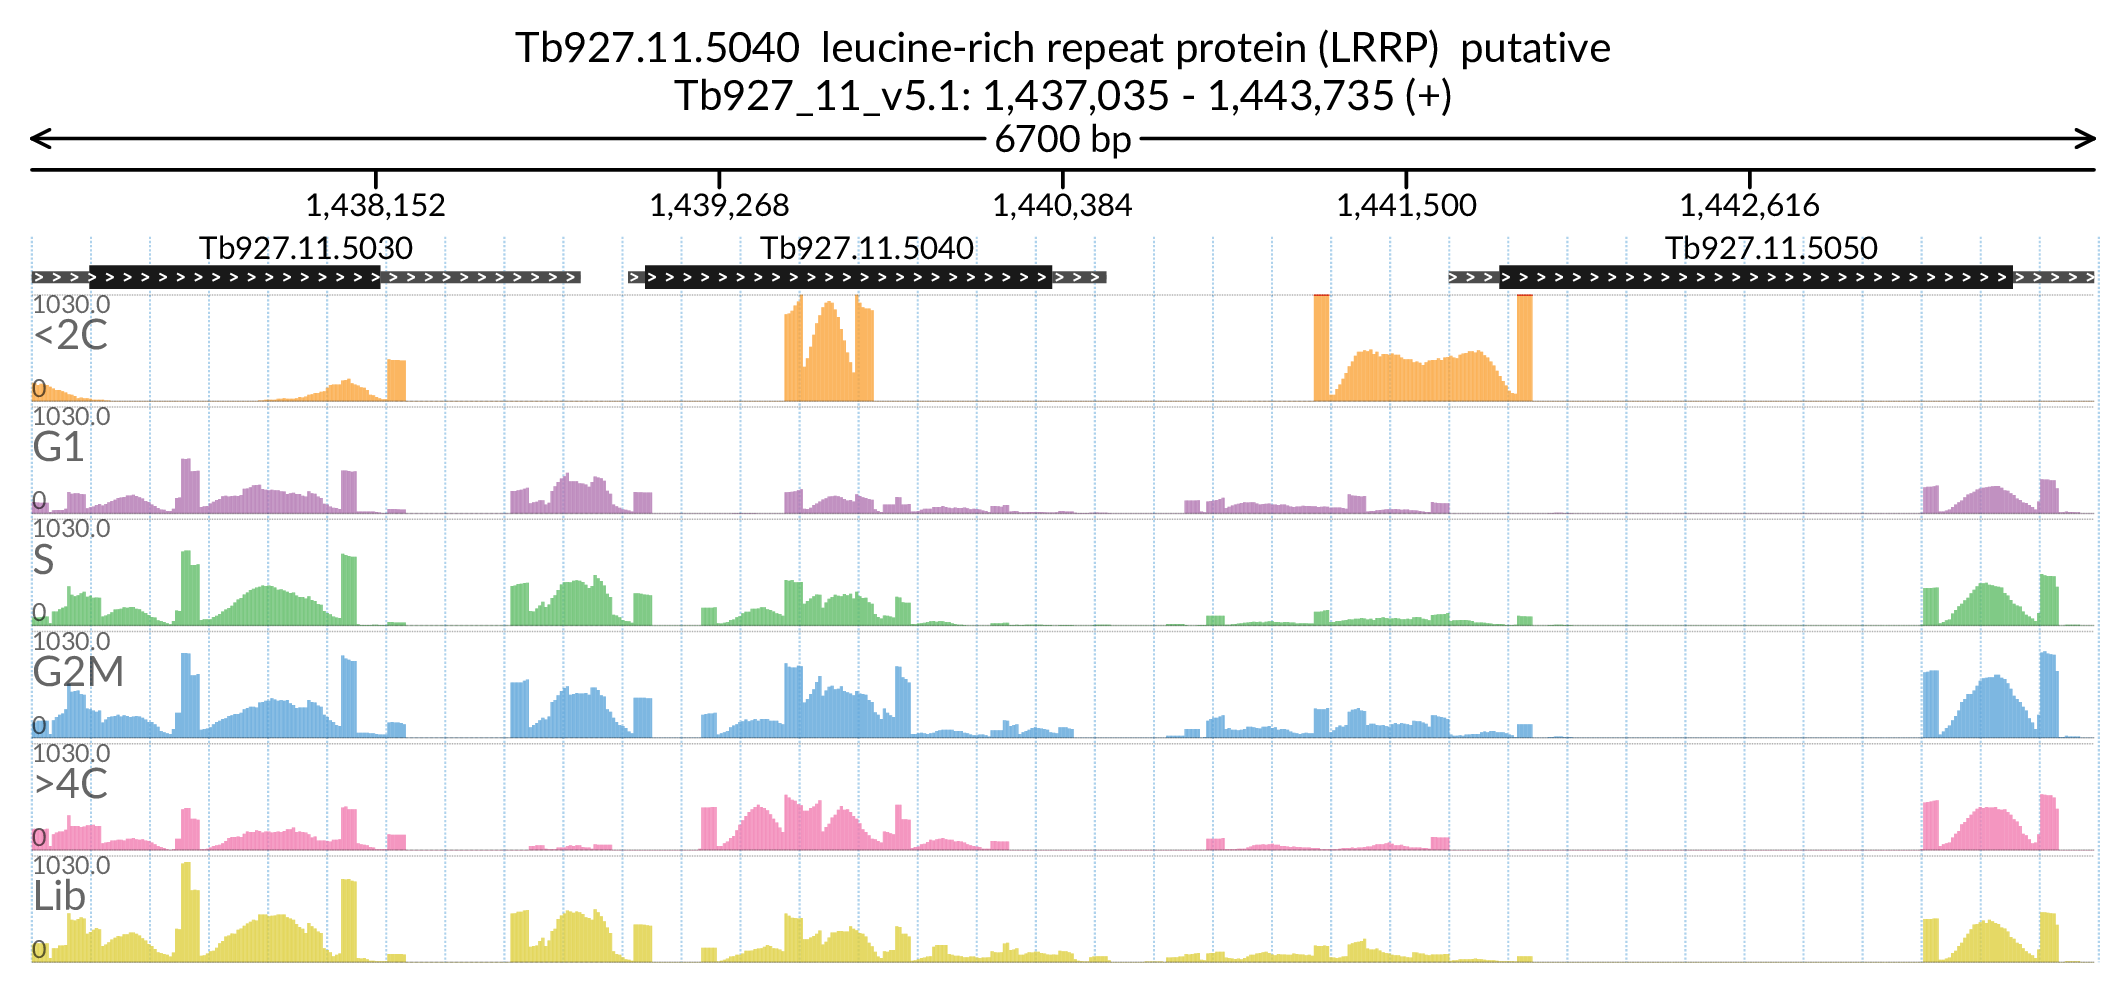 Tb927.11.5040 leucine-rich repeat protein (LRRP) putative
Tb927_11_v5.1: 1,437,035 - 1,443,735 (+)
6700 bp
1,438,152 1,439,268 1,440,384 1,441,500 1,442,616
Tb927.11.5030 Tb927.11.5040 Tb927.11.5050
1030.0
<2C
0
1030.0
G1
0
1030.0
S
0
1030.0
G2M
0
1030.0
>4C
0
1030.0
Lib
0